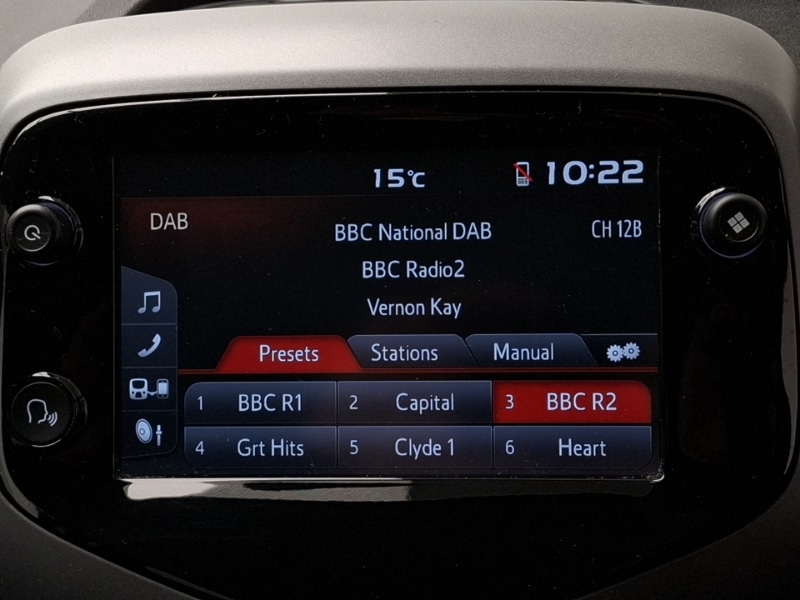 15°C 10:22
DAB BBC National DAB CH 12B
BBC Radio2
Vernon Kay
Presets Stations Manual
1 BBC R1 2 Capital 3 BBC R2
4 Grt Hits 5 Clyde 1 6 Heart